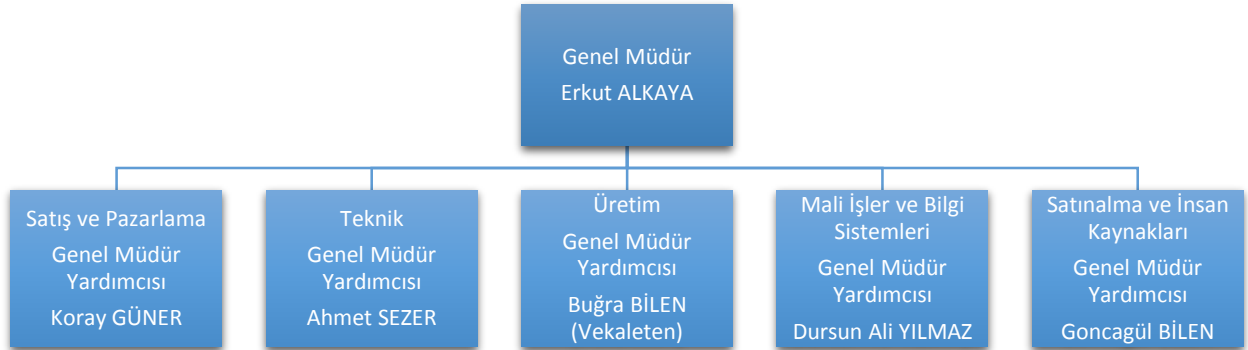 Genel Müdür
Erkut ALKAYA
Satış ve Pazarlama
Genel Müdür
Yardımcısı
Koray GÜNER
Teknik
Genel Müdür
Yardımcısı
Ahmet SEZER
Üretim
Genel Müdür
Yardımcısı
Buğra BİLEN
(Vekaleten)
Mali İşler ve Bilgi
Sistemleri
Genel Müdür
Yardımcısı
Dursun Ali YILMAZ
Satınalma ve İnsan
Kaynakları
Genel Müdür
Yardımcısı
Goncagül BİLEN